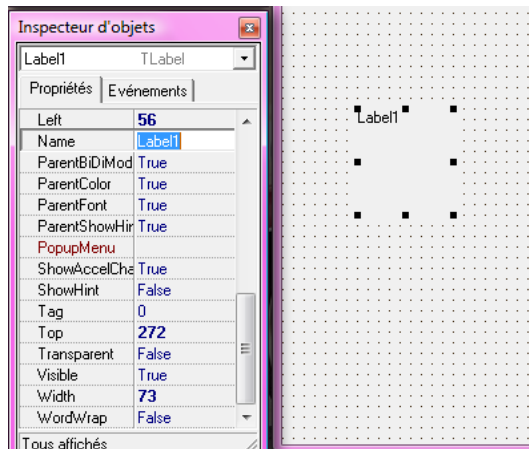 Inspecteur d'objets
Label1 TLabel
Propriétés Evénements
Left 56
Name Label1
ParentBiDiMod True
ParentColor True
ParentFont True
ParentShowHir True
PopupMenu
ShowAccelCha True
ShowHint False
Tag 0
Top 272
Transparent False
Visible True
Width 73
WordWrap False
Tous affichés
Label1